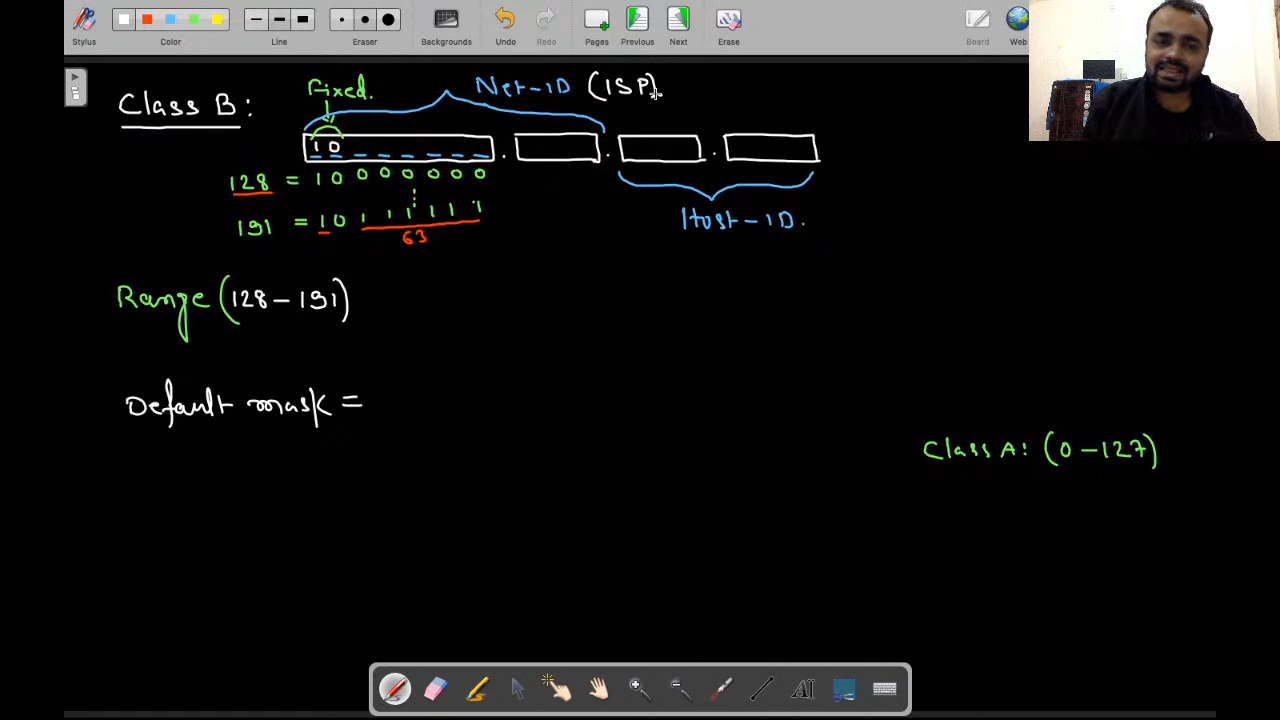 Stylus Color Line Eraser Backgrounds Undo Redo Pages Previous Next Erase Board Web
Fixed. Net-ID (ISP).
Class B:
10
. . .
128 = 1 0 0 0 0 0 0 0
191 = 1 0 1 1 1 1 1 1
63
Host-ID.
Range (128-191)
Default mask =
Class A: (0-127)
AI